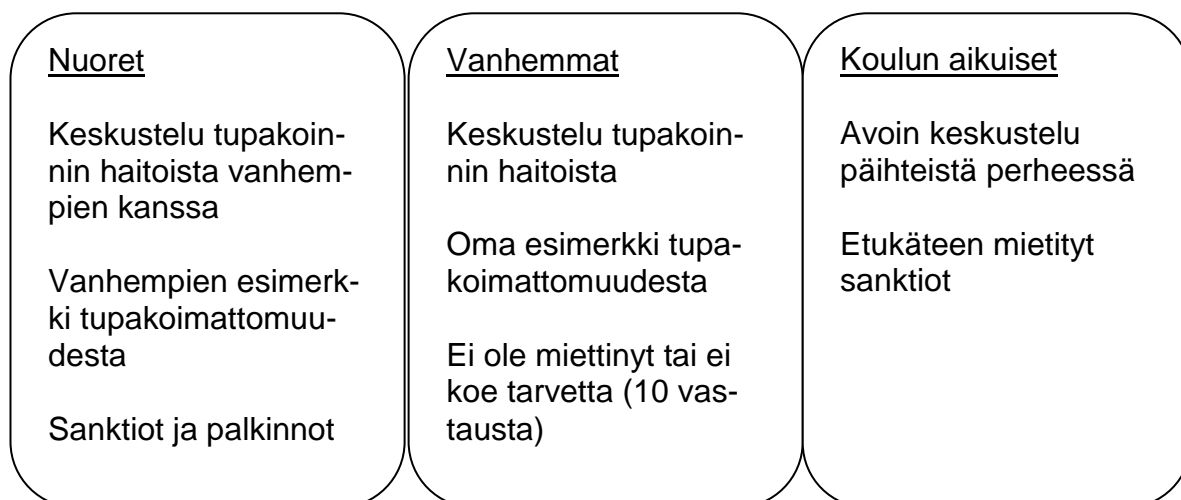 Nuoret
Keskustelu tupakoin-
nin haitoista vanhem-
pien kanssa
Vanhempien esimerk-
ki tupakoimattomuu-
desta
Sanktiot ja palkinnot
Vanhemmat
Keskustelu tupakoin-
nin haitoista
Oma esimerkki tupa-
koimattomuudesta
Ei ole miettinyt tai ei
koe tarvetta (10 vas-
tausta)
Koulun aikuiset
Avoin keskustelu
päihteistä perheessä
Etukäteen mietityt
sanktiot